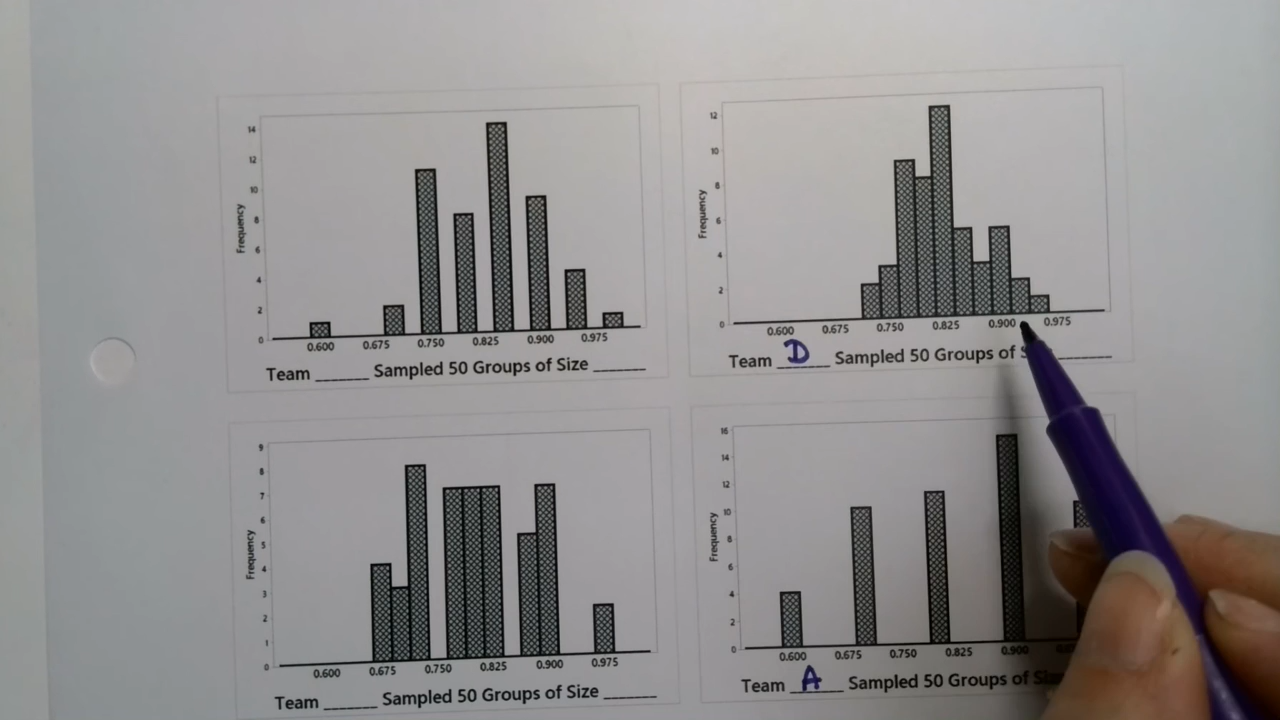 14
12
10
8
6
4
2
0
Frequency
0.600 0.675 0.750 0.825 0.900 0.975
Team ______ Sampled 50 Groups of Size ______
12
10
8
6
4
2
0
Frequency
0.600 0.675 0.750 0.825 0.900 0.975
Team D Sampled 50 Groups of
9
8
7
6
5
4
3
2
1
0
Frequency
0.600 0.675 0.750 0.825 0.900 0.975
Team ______ Sampled 50 Groups of Size ______
16
14
12
10
8
6
4
2
0
Frequency
0.600 0.675 0.750 0.825 0.900
Team A Sampled 50 Groups of